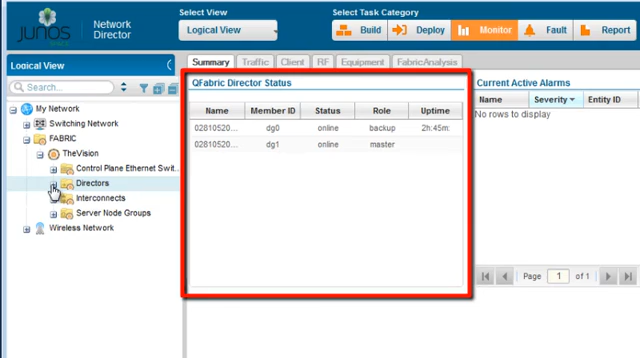 JUNOS
SPACE
Network
Director
Select View
Logical View
Select Task Category
Build
Deploy
Monitor
Fault
Report
Logical View
Search...
My Network
Switching Network
FABRIC
TheVision
Control Plane Ethernet Swit...
Directors
Interconnects
Server Node Groups
Wireless Network
Summary
Traffic
Client
RF
Equipment
FabricAnalysis
QFabric Director Status
Name Member ID Status Role Uptime
02810520... dg0 online backup 2h:45m:
02810520... dg1 online master
Current Active Alarms
Name Severity Entity ID
No rows to display
Page 1 of 1